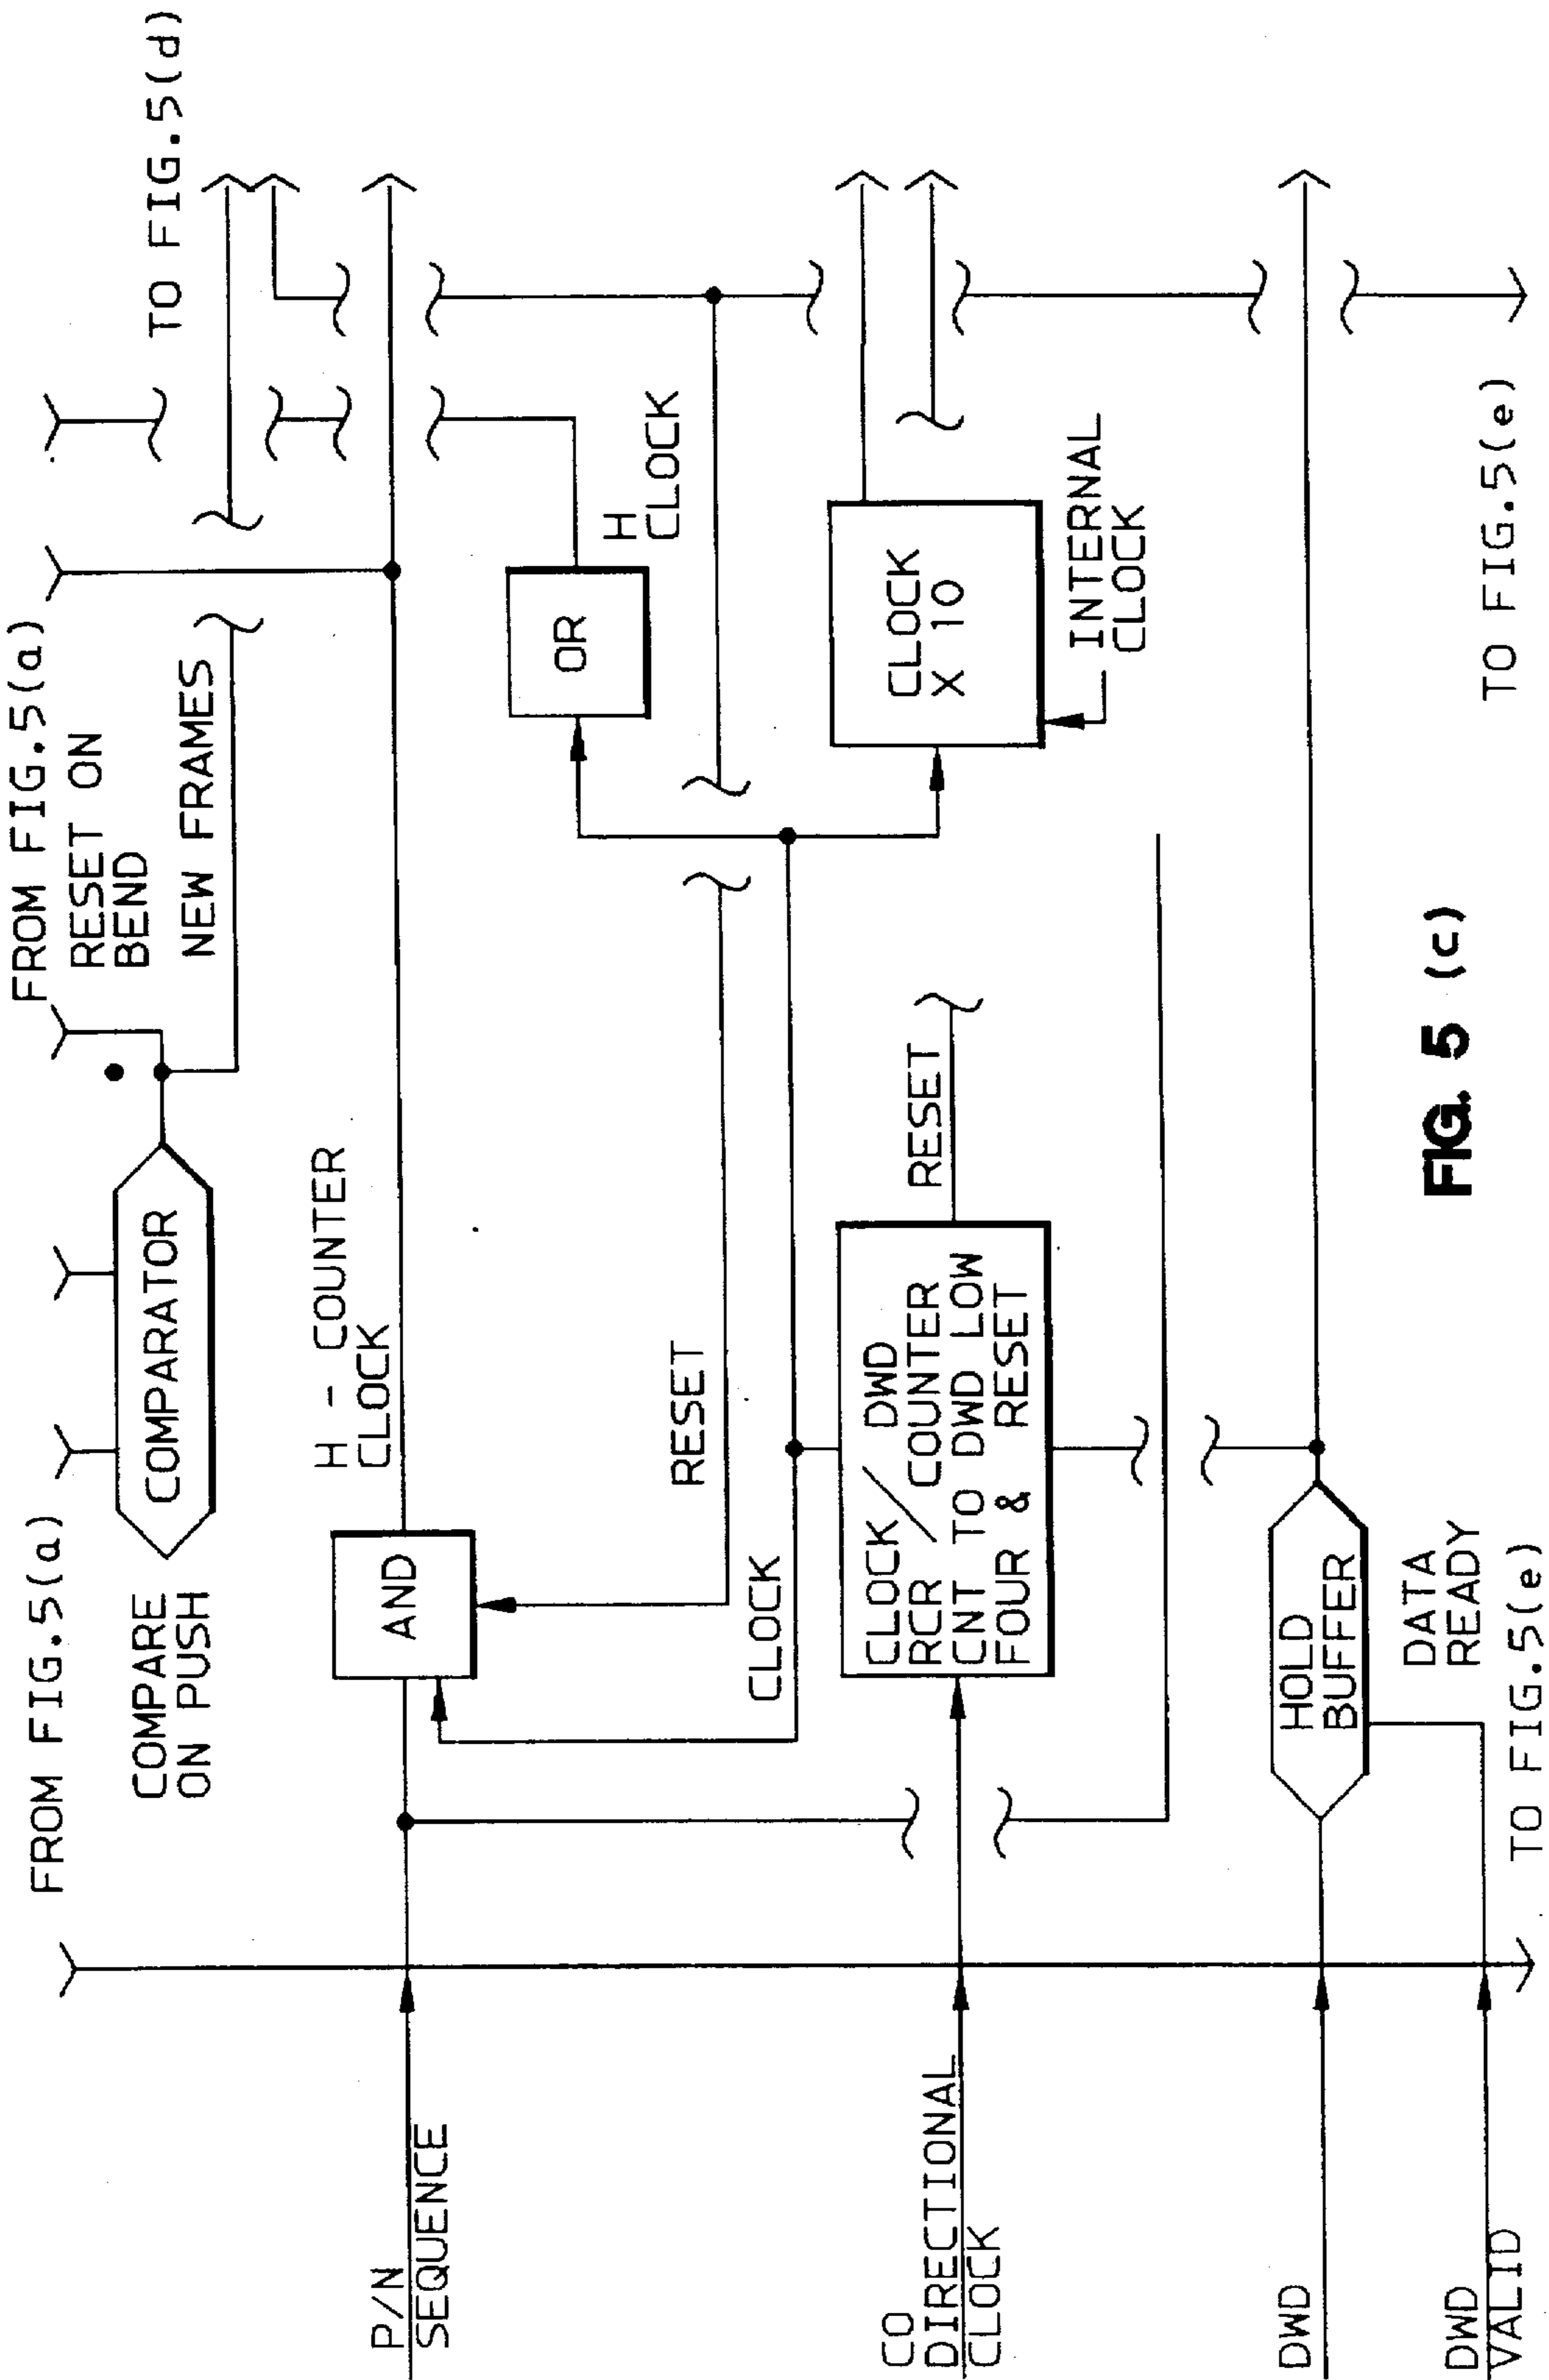 FROM FIG.5(a)
FROM FIG.5(a)
TO FIG.5(d)
COMPARE
ON PUSH
COMPARATOR
RESET ON
BEND
NEW FRAMES
H - COUNTER
CLOCK
P/N
SEQUENCE
AND
OR
H
CLOCK
RESET
CLOCK
CO
DIRECTIONAL
CLOCK
CLOCK / DWD
RCR / COUNTER
CNT TO DWD LOW
FOUR & RESET
RESET
CLOCK
X 10
INTERNAL
CLOCK
DWD
HOLD
BUFFER
DATA
READY
DWD
VALID
TO FIG.5(e)
TO FIG.5(e)
FIG. 5 (c)